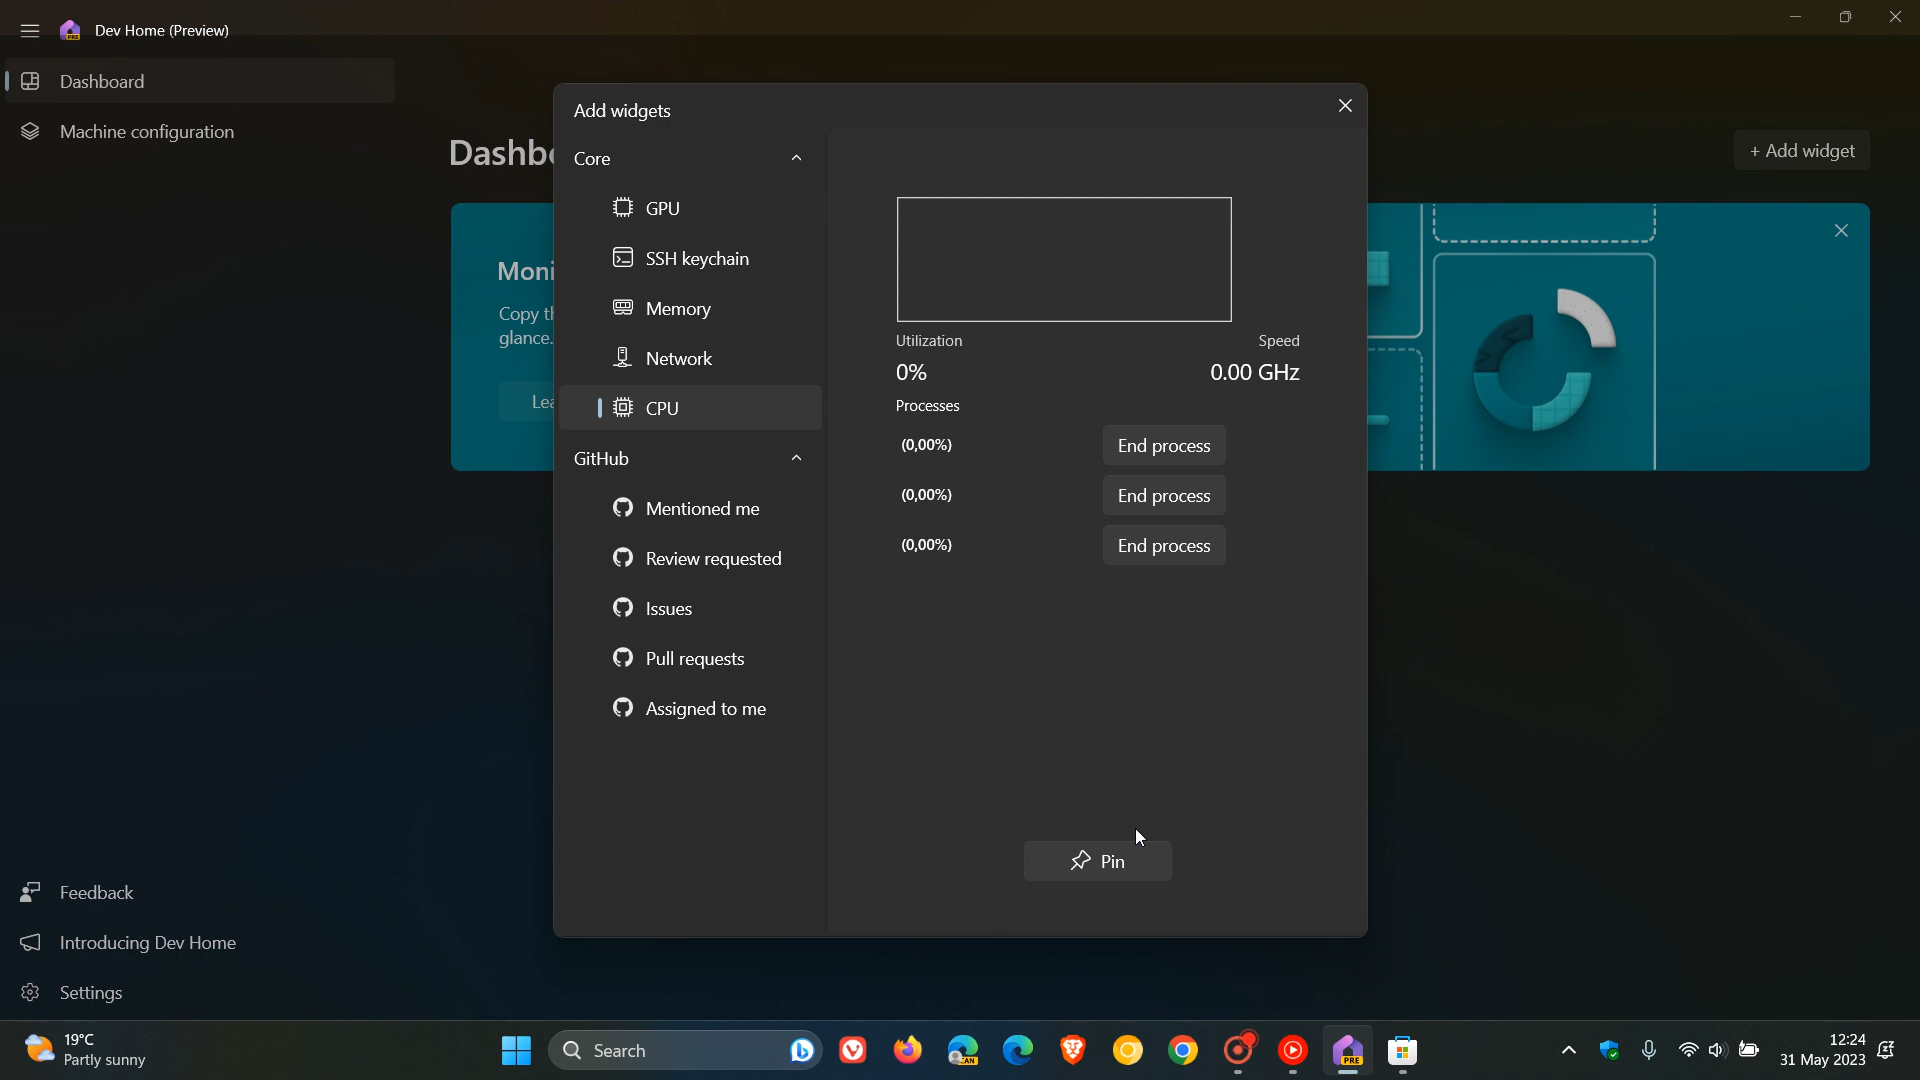 Dev Home (Preview)
Dashboard
Machine configuration
Dashb
+ Add widget
Moni
Copy th
glance.
Lea
Add widgets
Core
GPU
SSH keychain
Memory
Network
CPU
GitHub
Mentioned me
Review requested
Issues
Pull requests
Assigned to me
Utilization Speed
0% 0.00 GHz
Processes
(0,00%) End process
(0,00%) End process
(0,00%) End process
Pin
Feedback
Introducing Dev Home
Settings
19°C
Partly sunny
Search
CAN
PRE
12:24
31 May 2023